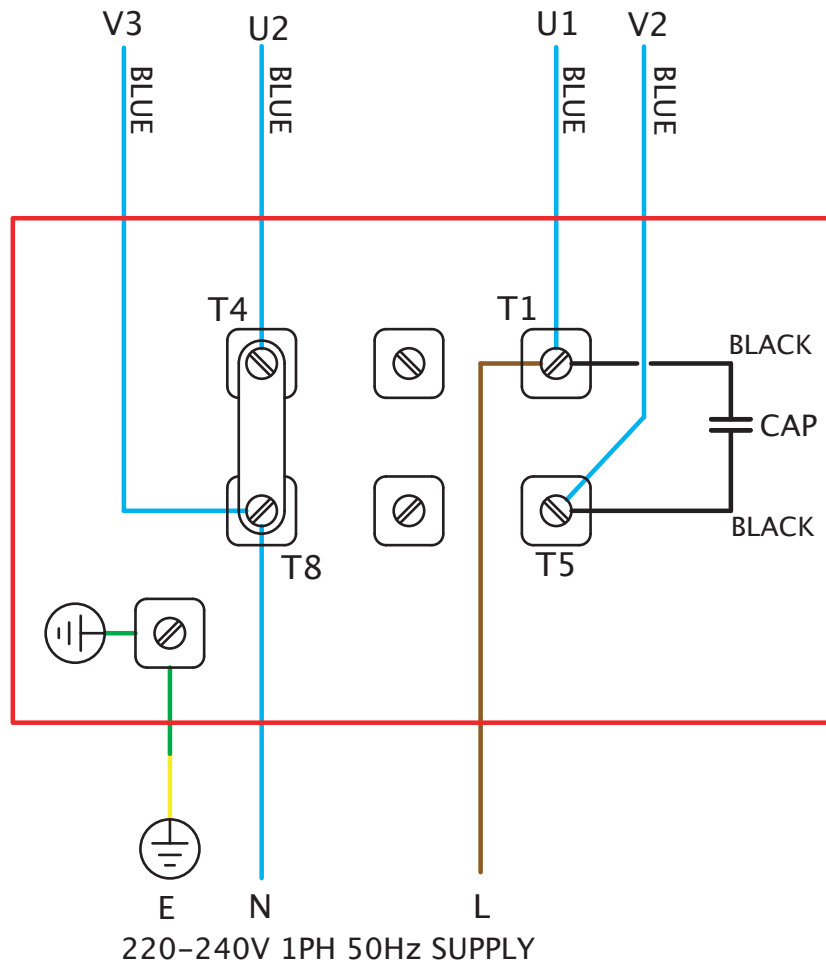 V3 U2 U1 V2
BLUE BLUE BLUE BLUE
T4 T1
BLACK
CAP
BLACK
T8 T5
E N L
220-240V 1PH 50Hz SUPPLY